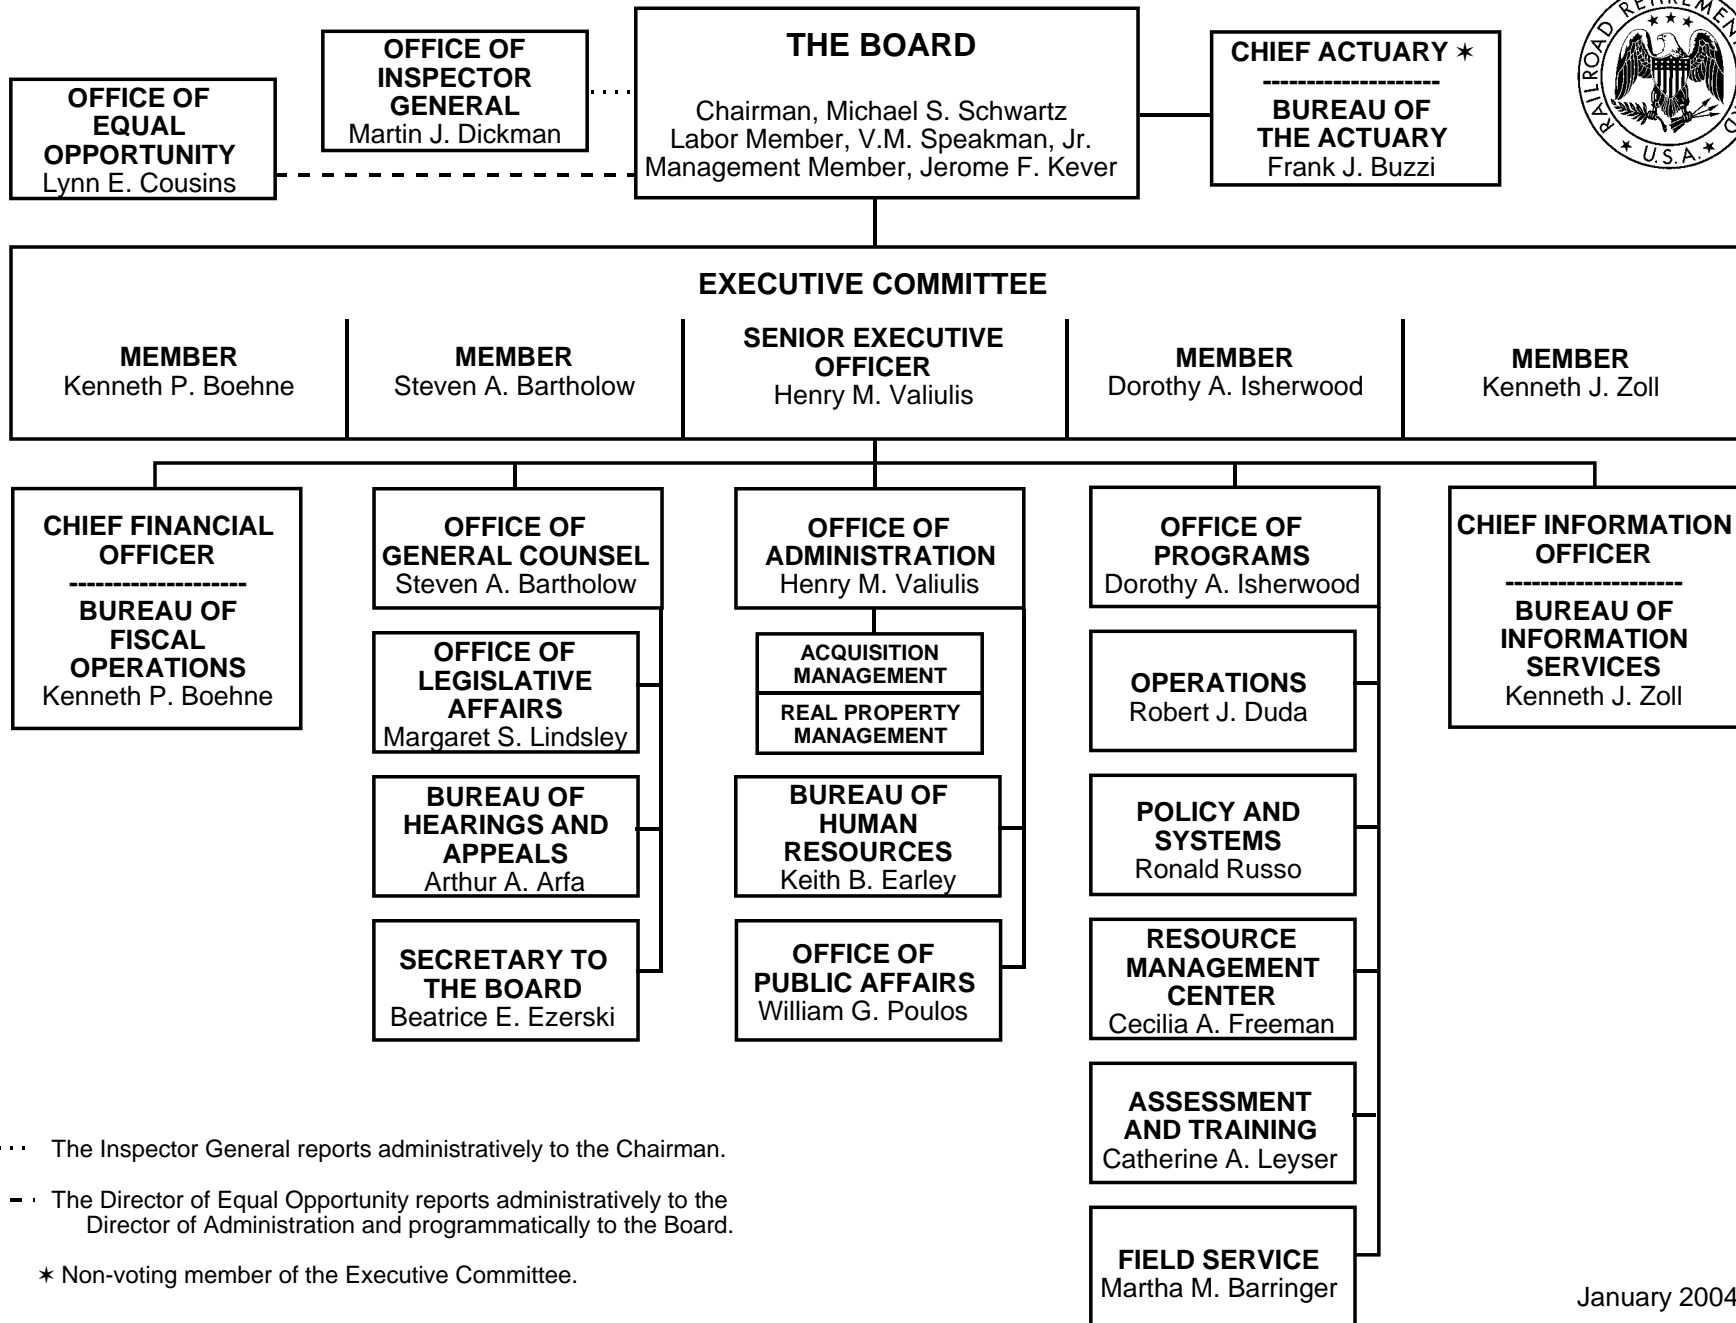 OFFICE OF
EQUAL
OPPORTUNITY
Lynn E. Cousins
OFFICE OF
INSPECTOR
GENERAL
Martin J. Dickman
THE BOARD
Chairman, Michael S. Schwartz
Labor Member, V.M. Speakman, Jr.
Management Member, Jerome F. Kever
CHIEF ACTUARY ✶
BUREAU OF
THE ACTUARY
Frank J. Buzzi
RAILROAD
U.S.A.
EXECUTIVE COMMITTEE
MEMBER
Kenneth P. Boehne
MEMBER
Steven A. Bartholow
SENIOR EXECUTIVE
OFFICER
Henry M. Valiulis
MEMBER
Dorothy A. Isherwood
MEMBER
Kenneth J. Zoll
CHIEF FINANCIAL
OFFICER
BUREAU OF
FISCAL
OPERATIONS
Kenneth P. Boehne
OFFICE OF
GENERAL COUNSEL
Steven A. Bartholow
OFFICE OF
LEGISLATIVE
AFFAIRS
Margaret S. Lindsley
BUREAU OF
HEARINGS AND
APPEALS
Arthur A. Arfa
SECRETARY TO
THE BOARD
Beatrice E. Ezerski
OFFICE OF
ADMINISTRATION
Henry M. Valiulis
ACQUISITION
MANAGEMENT
REAL PROPERTY
MANAGEMENT
BUREAU OF
HUMAN
RESOURCES
Keith B. Earley
OFFICE OF
PUBLIC AFFAIRS
William G. Poulos
OFFICE OF
PROGRAMS
Dorothy A. Isherwood
OPERATIONS
Robert J. Duda
POLICY AND
SYSTEMS
Ronald Russo
RESOURCE
MANAGEMENT
CENTER
Cecilia A. Freeman
ASSESSMENT
AND TRAINING
Catherine A. Leyser
FIELD SERVICE
Martha M. Barringer
CHIEF INFORMATION
OFFICER
BUREAU OF
INFORMATION
SERVICES
Kenneth J. Zoll
The Inspector General reports administratively to the Chairman.
The Director of Equal Opportunity reports administratively to the
Director of Administration and programmatically to the Board.
✶ Non-voting member of the Executive Committee.
January 2004